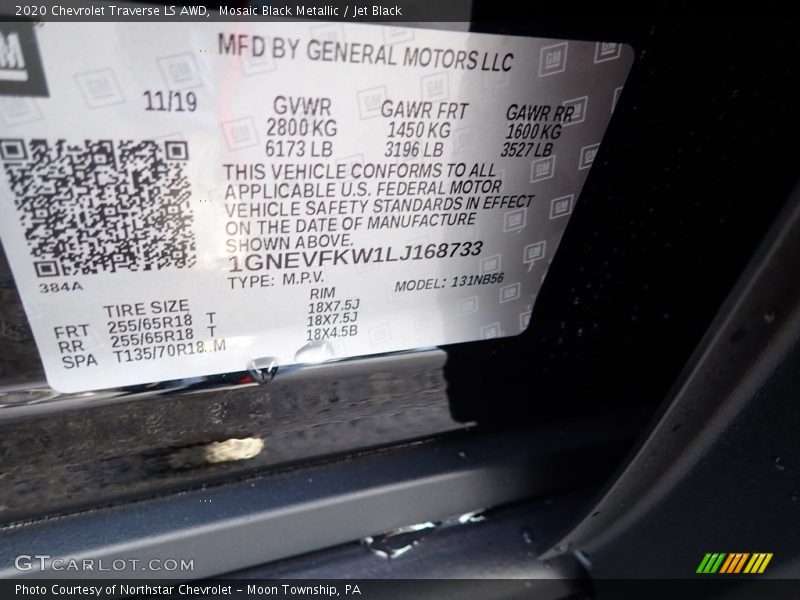 2020 Chevrolet Traverse LS AWD, Mosaic Black Metallic / Jet Black
GM
MFD BY GENERAL MOTORS LLC
11/19
GVWR GAWR FRT GAWR RR
2800 KG 1450 KG 1600 KG
6173 LB 3196 LB 3527LB
THIS VEHICLE CONFORMS TO ALL
APPLICABLE U.S. FEDERAL MOTOR
VEHICLE SAFETY STANDARDS IN EFFECT
ON THE DATE OF MANUFACTURE
SHOWN ABOVE.
1GNEVFKW1LJ168733
384A
TYPE: M.P.V. MODEL: 131NB56
TIRE SIZE RIM
FRT 255/65R18 T 18X7.5J
RR 255/65R18 T 18X7.5J
SPA T135/70R18 M 18X4.5B
GTCARLOT.COM
Photo Courtesy of Northstar Chevrolet - Moon Township, PA